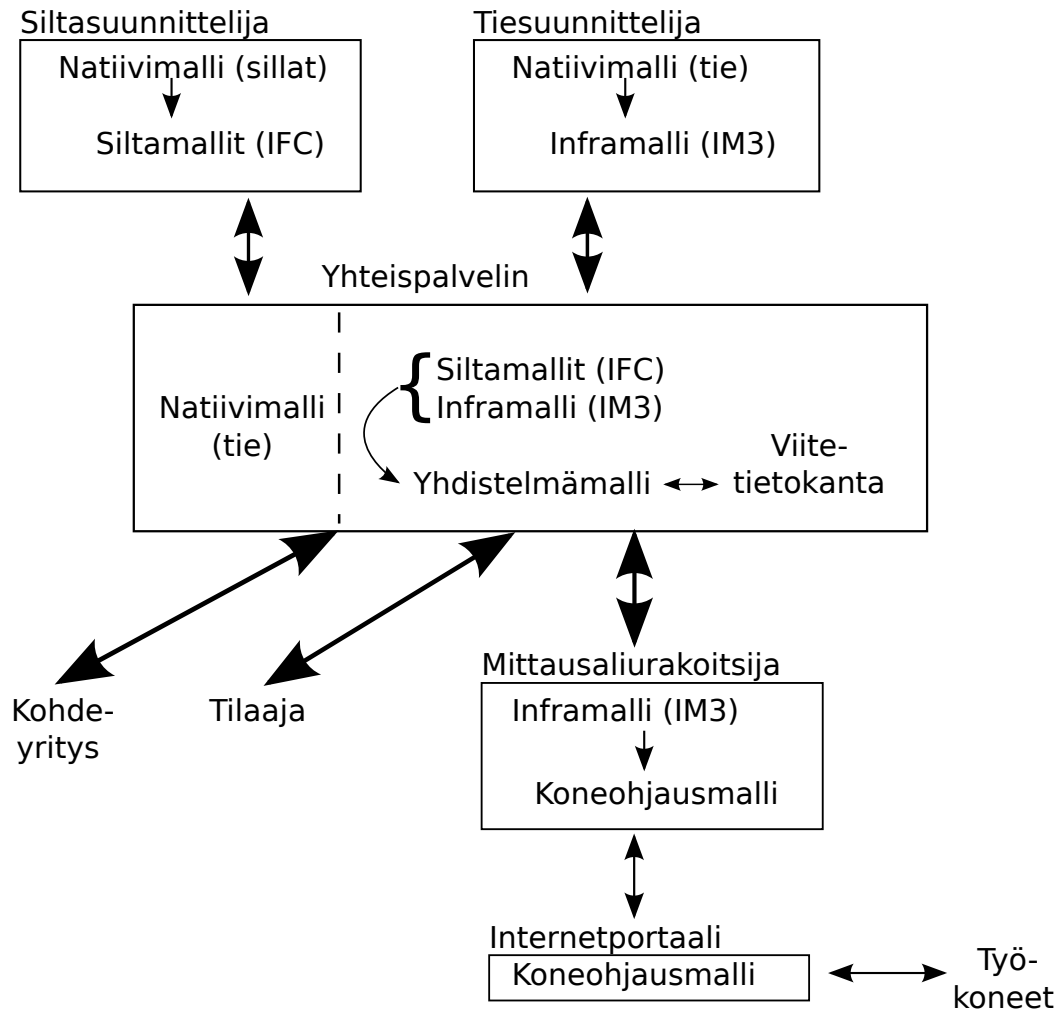 Siltasuunnittelija
Natiivimalli (sillat)
Siltamallit (IFC)
Tiesuunnittelija
Natiivimalli (tie)
Inframalli (IM3)
Yhteispalvelin
Natiivimalli
(tie)
{ Siltamallit (IFC)
Inframalli (IM3)
Yhdistelmämalli
Viite-
tietokanta
Kohde-
yritys
Tilaaja
Mittausaliurakoitsija
Inframalli (IM3)
Koneohjausmalli
Internetportaali
Koneohjausmalli
Työ-
koneet